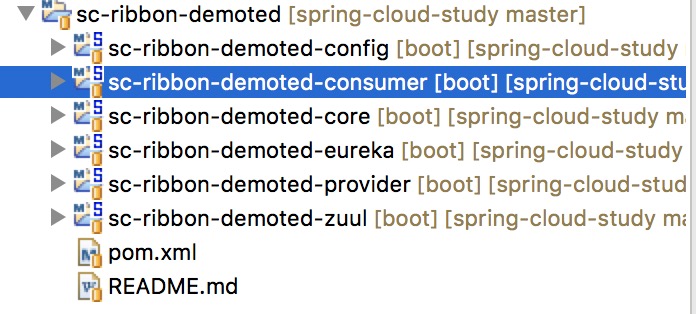 sc-ribbon-demoted [spring-cloud-study master]
sc-ribbon-demoted-config [boot] [spring-cloud-study
sc-ribbon-demoted-consumer [boot] [spring-cloud-stu
sc-ribbon-demoted-core [boot] [spring-cloud-study m
sc-ribbon-demoted-eureka [boot] [spring-cloud-study
sc-ribbon-demoted-provider [boot] [spring-cloud-stud
sc-ribbon-demoted-zuul [boot] [spring-cloud-study ma
pom.xml
README.md